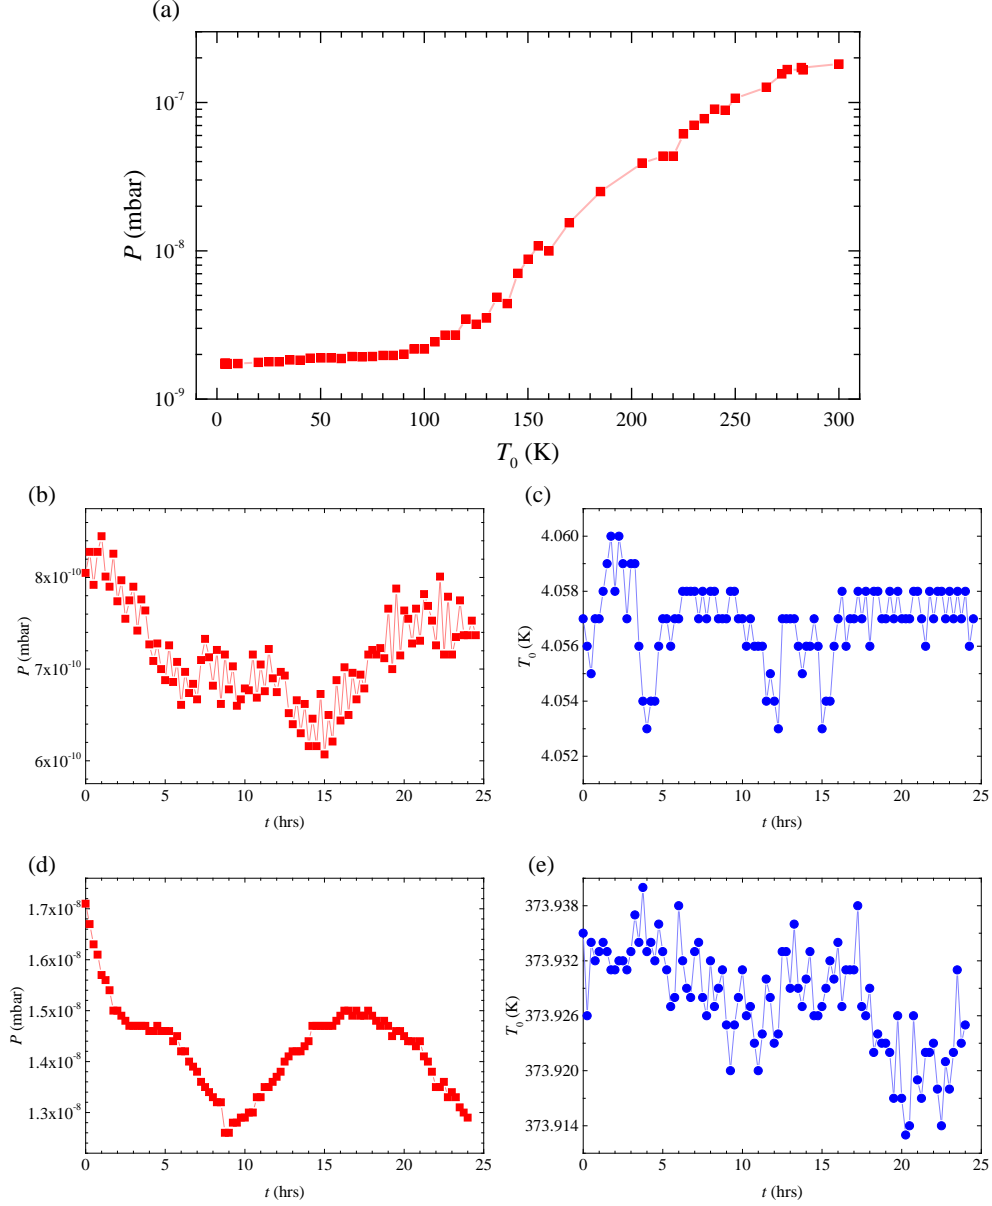 (a)
10⁻⁷
10⁻⁸
10⁻⁹
P (mbar)
0 50 100 150 200 250 300
T₀ (K)
(b)
8x10⁻¹⁰
7x10⁻¹⁰
6x10⁻¹⁰
P (mbar)
0 5 10 15 20 25
t (hrs)
(c)
4.060
4.058
4.056
4.054
4.052
T₀ (K)
0 5 10 15 20 25
t (hrs)
(d)
1.7x10⁻⁸
1.6x10⁻⁸
1.5x10⁻⁸
1.4x10⁻⁸
1.3x10⁻⁸
P (mbar)
0 5 10 15 20 25
t (hrs)
(e)
373.938
373.932
373.926
373.920
373.914
T₀ (K)
0 5 10 15 20 25
t (hrs)